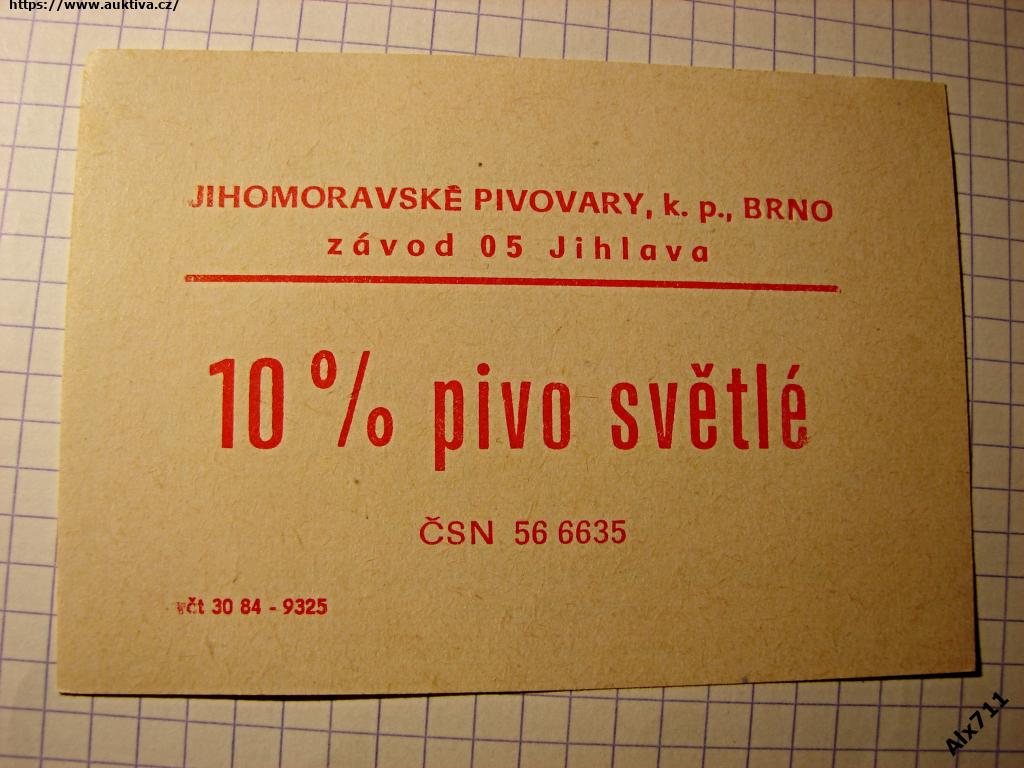 https://www.auktiva.cz/
JIHOMORAVSKÉ PIVOVARY, k. p., BRNO
závod 05 Jihlava
10 % pivo světlé
ČSN 56 6635
včt 30 84 - 9325
Alx711